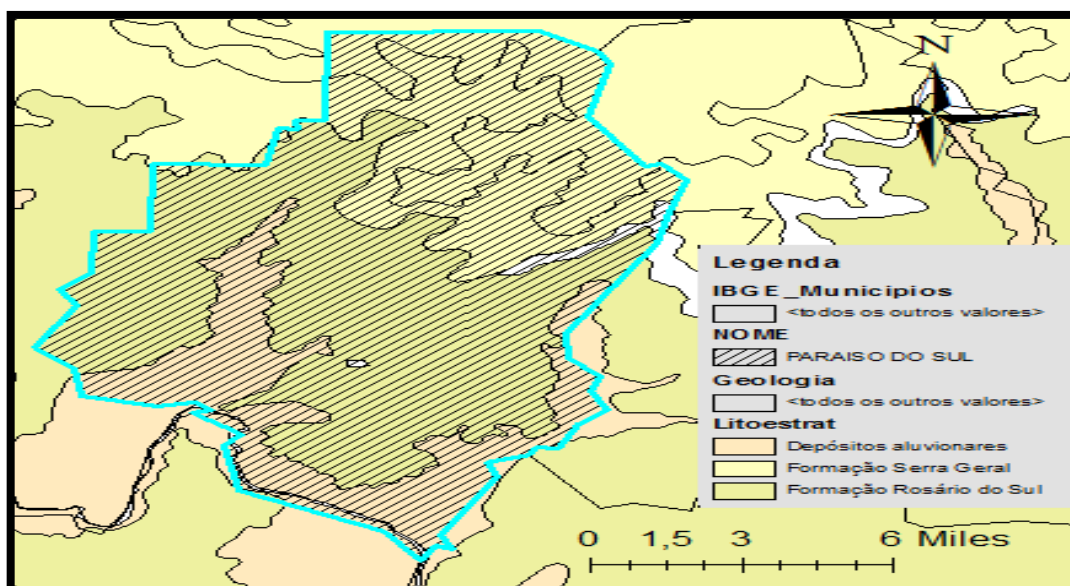 N
Legenda
IBGE_Municipios
<todos os outros valores>
NOME
PARAISO DO SUL
Geologia
<todos os outros valores>
Litoestrat
Depósitos aluvionares
Formação Serra Geral
Formação Rosário do Sul
0 1,5 3 6 Miles